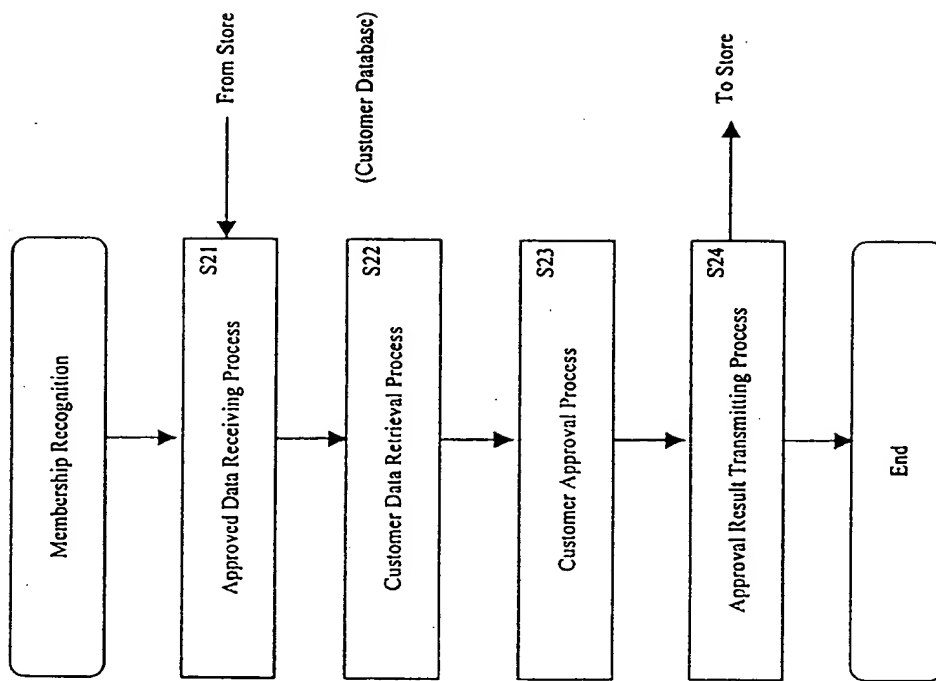 Membership Recognition
S21
Approved Data Receiving Process
From Store
S22
Customer Data Retrieval Process
(Customer Database)
S23
Customer Approval Process
S24
Approval Result Transmitting Process
To Store
End